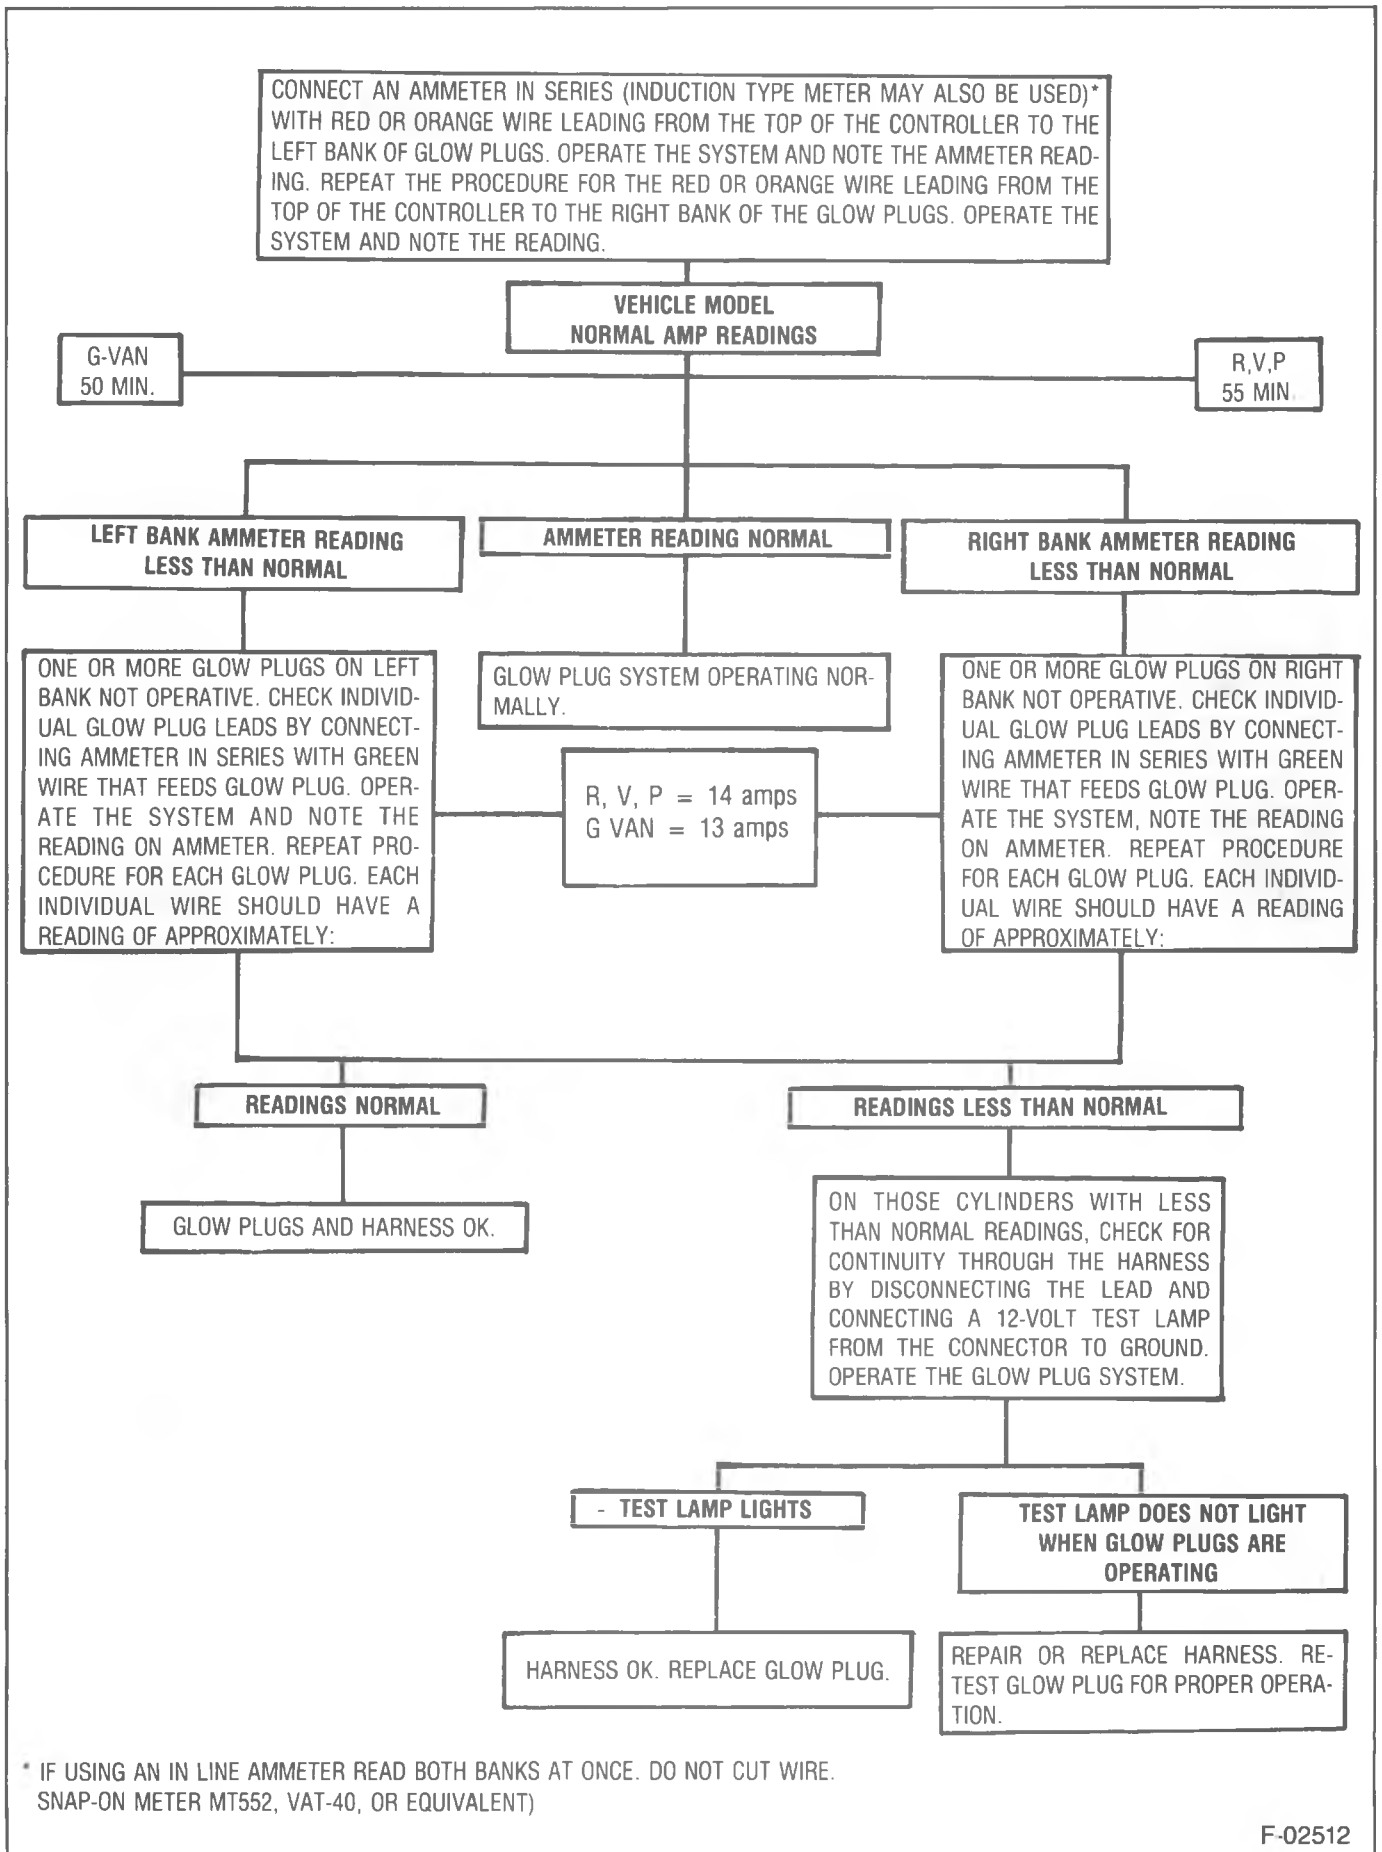 CONNECT AN AMMETER IN SERIES (INDUCTION TYPE METER MAY ALSO BE USED)*
WITH RED OR ORANGE WIRE LEADING FROM THE TOP OF THE CONTROLLER TO THE
LEFT BANK OF GLOW PLUGS. OPERATE THE SYSTEM AND NOTE THE AMMETER READ-
ING. REPEAT THE PROCEDURE FOR THE RED OR ORANGE WIRE LEADING FROM THE
TOP OF THE CONTROLLER TO THE RIGHT BANK OF THE GLOW PLUGS. OPERATE THE
SYSTEM AND NOTE THE READING.
VEHICLE MODEL
NORMAL AMP READINGS
G-VAN
50 MIN.
R,V,P
55 MIN.
LEFT BANK AMMETER READING
LESS THAN NORMAL
AMMETER READING NORMAL
RIGHT BANK AMMETER READING
LESS THAN NORMAL
ONE OR MORE GLOW PLUGS ON LEFT
BANK NOT OPERATIVE. CHECK INDIVID-
UAL GLOW PLUG LEADS BY CONNECT-
ING AMMETER IN SERIES WITH GREEN
WIRE THAT FEEDS GLOW PLUG. OPER-
ATE THE SYSTEM AND NOTE THE
READING ON AMMETER. REPEAT PRO-
CEDURE FOR EACH GLOW PLUG. EACH
INDIVIDUAL WIRE SHOULD HAVE A
READING OF APPROXIMATELY:
GLOW PLUG SYSTEM OPERATING NOR-
MALLY.
R, V, P = 14 amps
G VAN = 13 amps
ONE OR MORE GLOW PLUGS ON RIGHT
BANK NOT OPERATIVE. CHECK INDIVID-
UAL GLOW PLUG LEADS BY CONNECT-
ING AMMETER IN SERIES WITH GREEN
WIRE THAT FEEDS GLOW PLUG. OPER-
ATE THE SYSTEM, NOTE THE READING
ON AMMETER. REPEAT PROCEDURE
FOR EACH GLOW PLUG. EACH INDIVID-
UAL WIRE SHOULD HAVE A READING
OF APPROXIMATELY:
READINGS NORMAL
READINGS LESS THAN NORMAL
GLOW PLUGS AND HARNESS OK.
ON THOSE CYLINDERS WITH LESS
THAN NORMAL READINGS, CHECK FOR
CONTINUITY THROUGH THE HARNESS
BY DISCONNECTING THE LEAD AND
CONNECTING A 12-VOLT TEST LAMP
FROM THE CONNECTOR TO GROUND.
OPERATE THE GLOW PLUG SYSTEM.
- TEST LAMP LIGHTS
TEST LAMP DOES NOT LIGHT
WHEN GLOW PLUGS ARE
OPERATING
HARNESS OK. REPLACE GLOW PLUG.
REPAIR OR REPLACE HARNESS. RE-
TEST GLOW PLUG FOR PROPER OPERA-
TION.
* IF USING AN IN LINE AMMETER READ BOTH BANKS AT ONCE. DO NOT CUT WIRE.
SNAP-ON METER MT552, VAT-40, OR EQUIVALENT)
F-02512